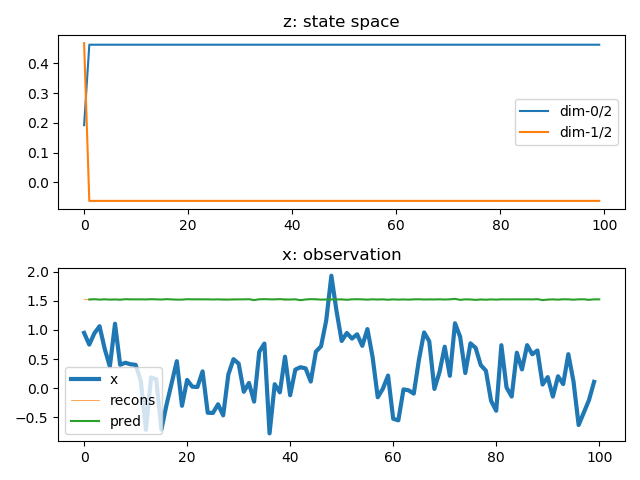 z: state space
0.4
0.3
0.2
0.1
0.0
dim-0/2
dim-1/2
0 20 40 60 80 100
x: observation
2.0
1.5
1.0
0.5
0.0
−0.5
x
recons
pred
0 20 40 60 80 100